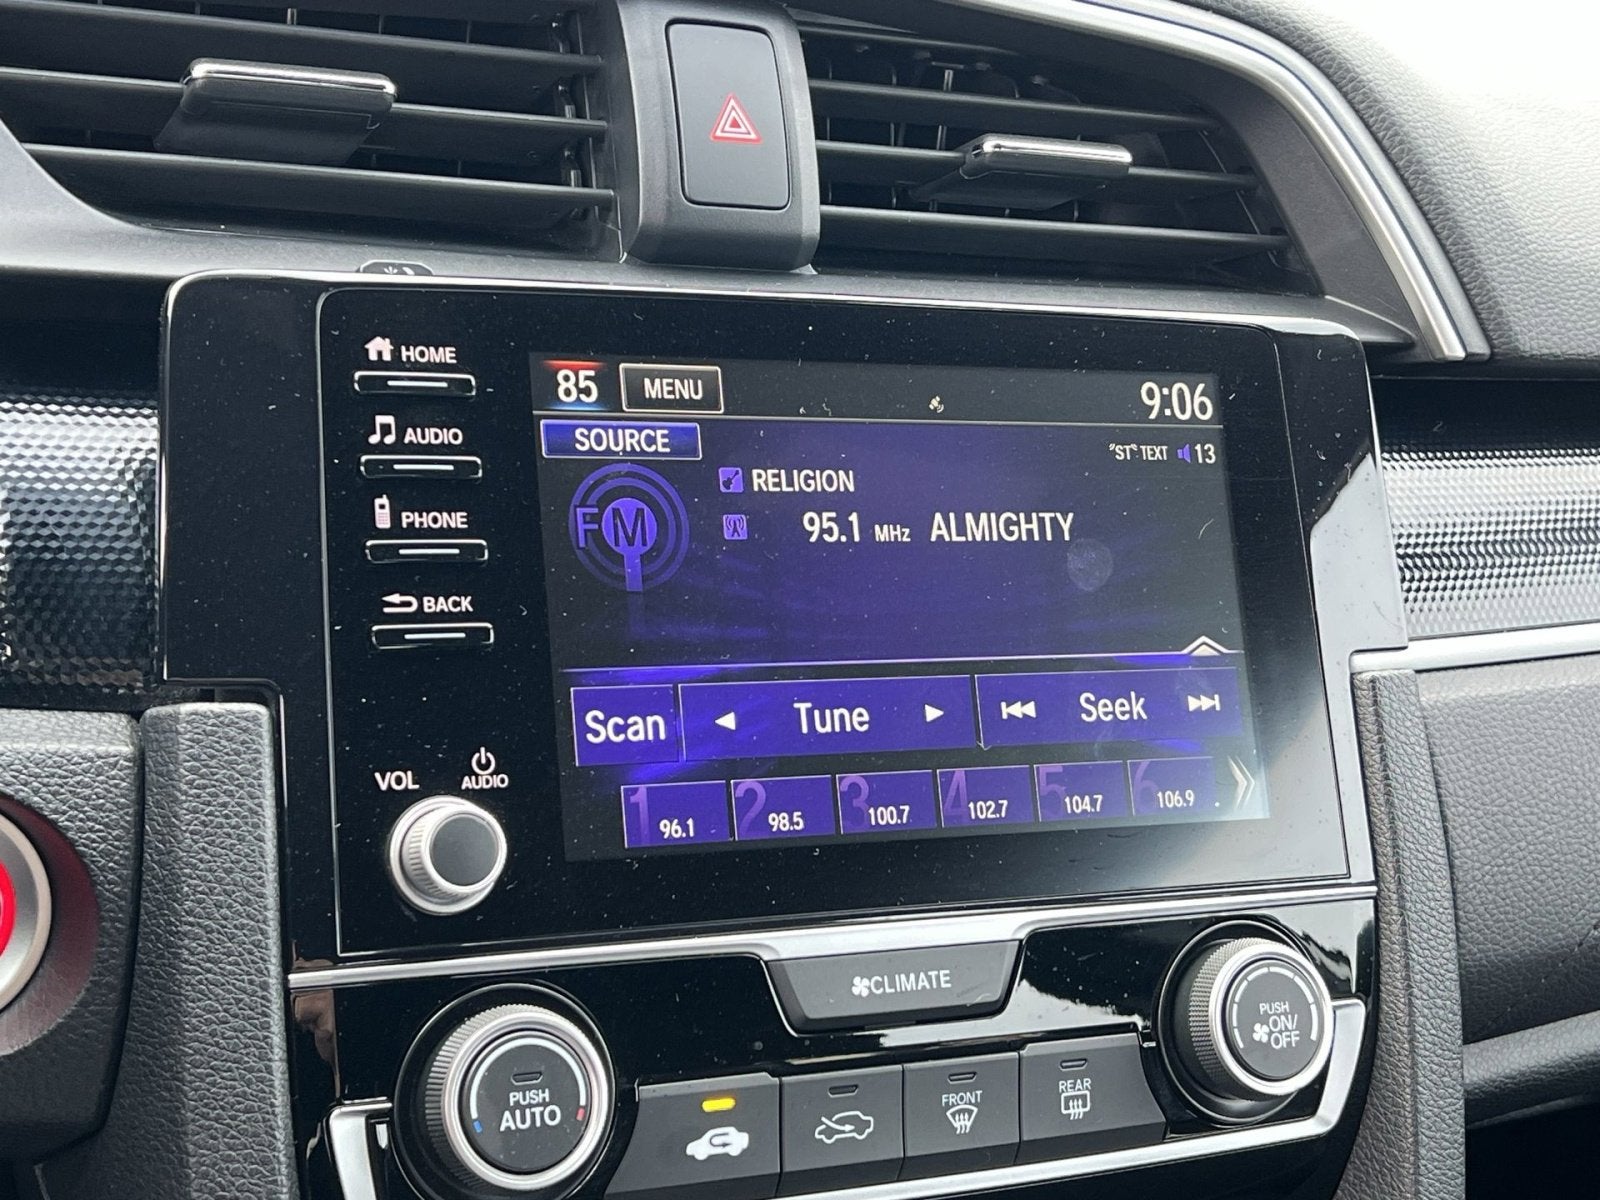 HOME
AUDIO
PHONE
BACK
VOL
AUDIO
85 MENU 9:06
SOURCE
"ST" TEXT 13
FM
RELIGION
95.1 MHz ALMIGHTY
Scan Tune Seek
1 96.1
2 98.5
3 100.7
4 102.7
5 104.7
6 106.9
CLIMATE
PUSH
AUTO
FRONT
REAR
PUSH
ON/
OFF